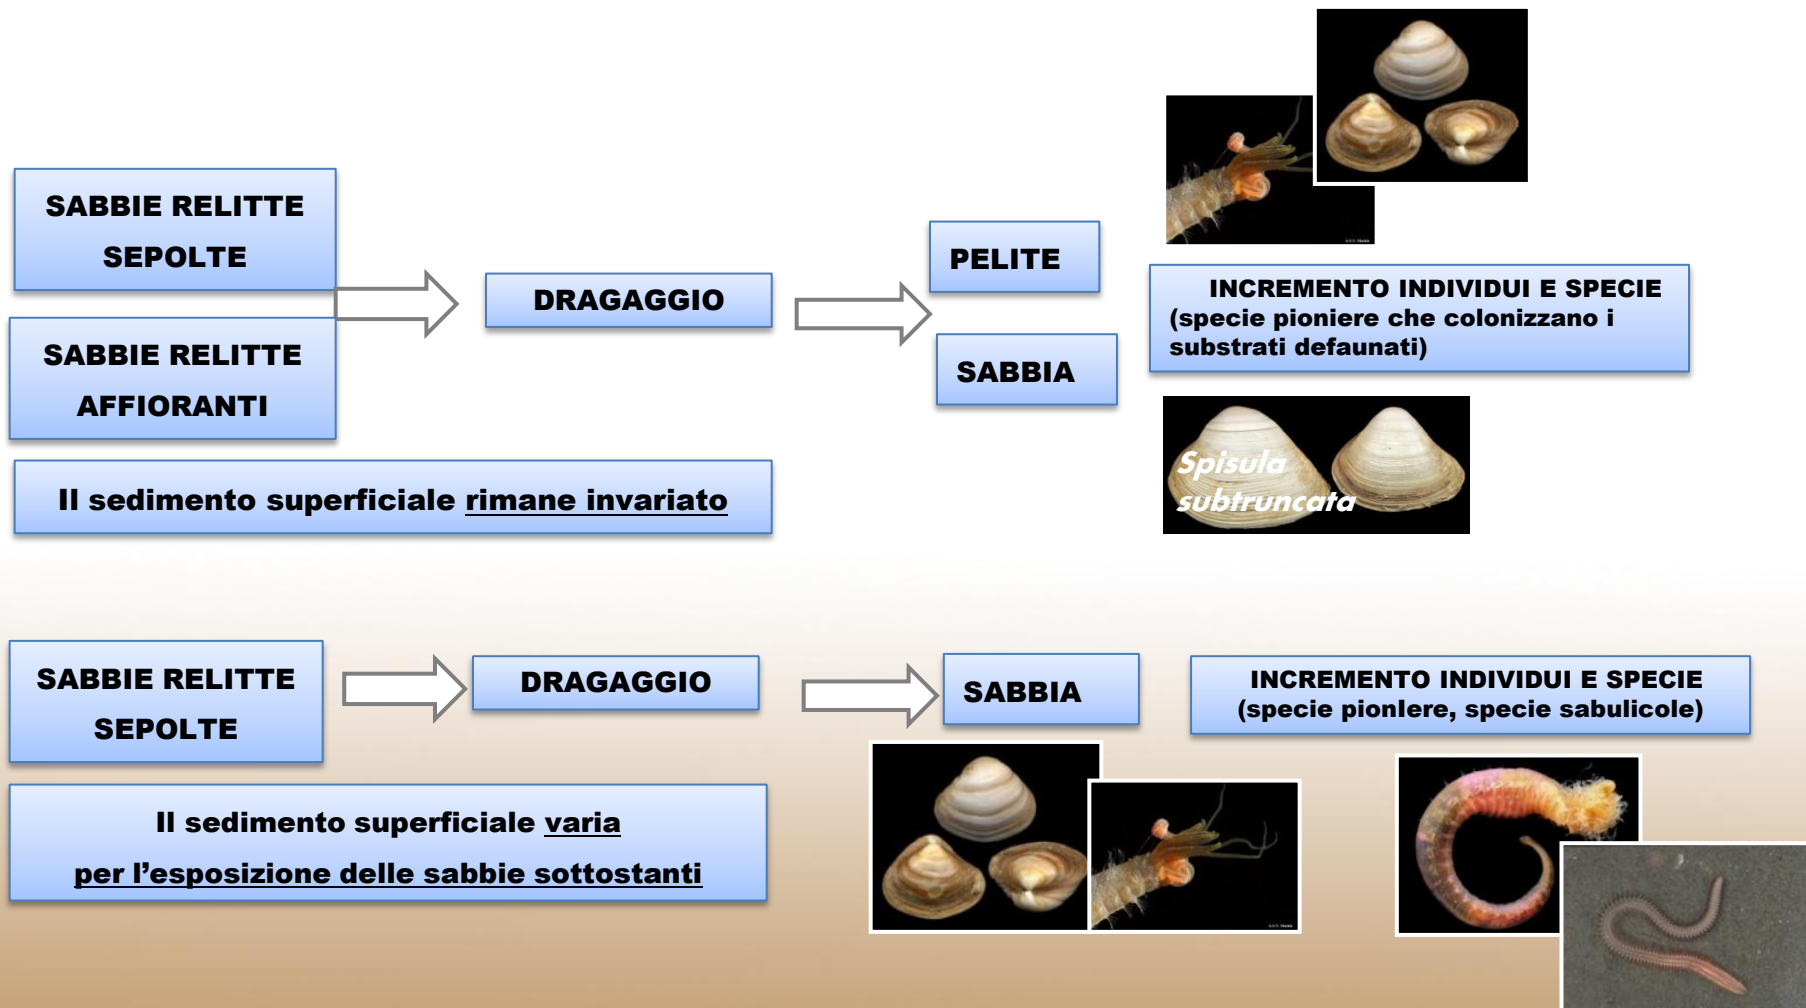 SABBIE RELITTE
SEPOLTE
SABBIE RELITTE
AFFIORANTI
DRAGAGGIO
PELITE
SABBIA
INCREMENTO INDIVIDUI E SPECIE
(specie pioniere che colonizzano i
substrati defaunati)
Spisula
subtruncata
Il sedimento superficiale rimane invariato
SABBIE RELITTE
SEPOLTE
DRAGAGGIO
SABBIA
INCREMENTO INDIVIDUI E SPECIE
(specie pionIere, specie sabulicole)
Il sedimento superficiale varia
per l’esposizione delle sabbie sottostanti